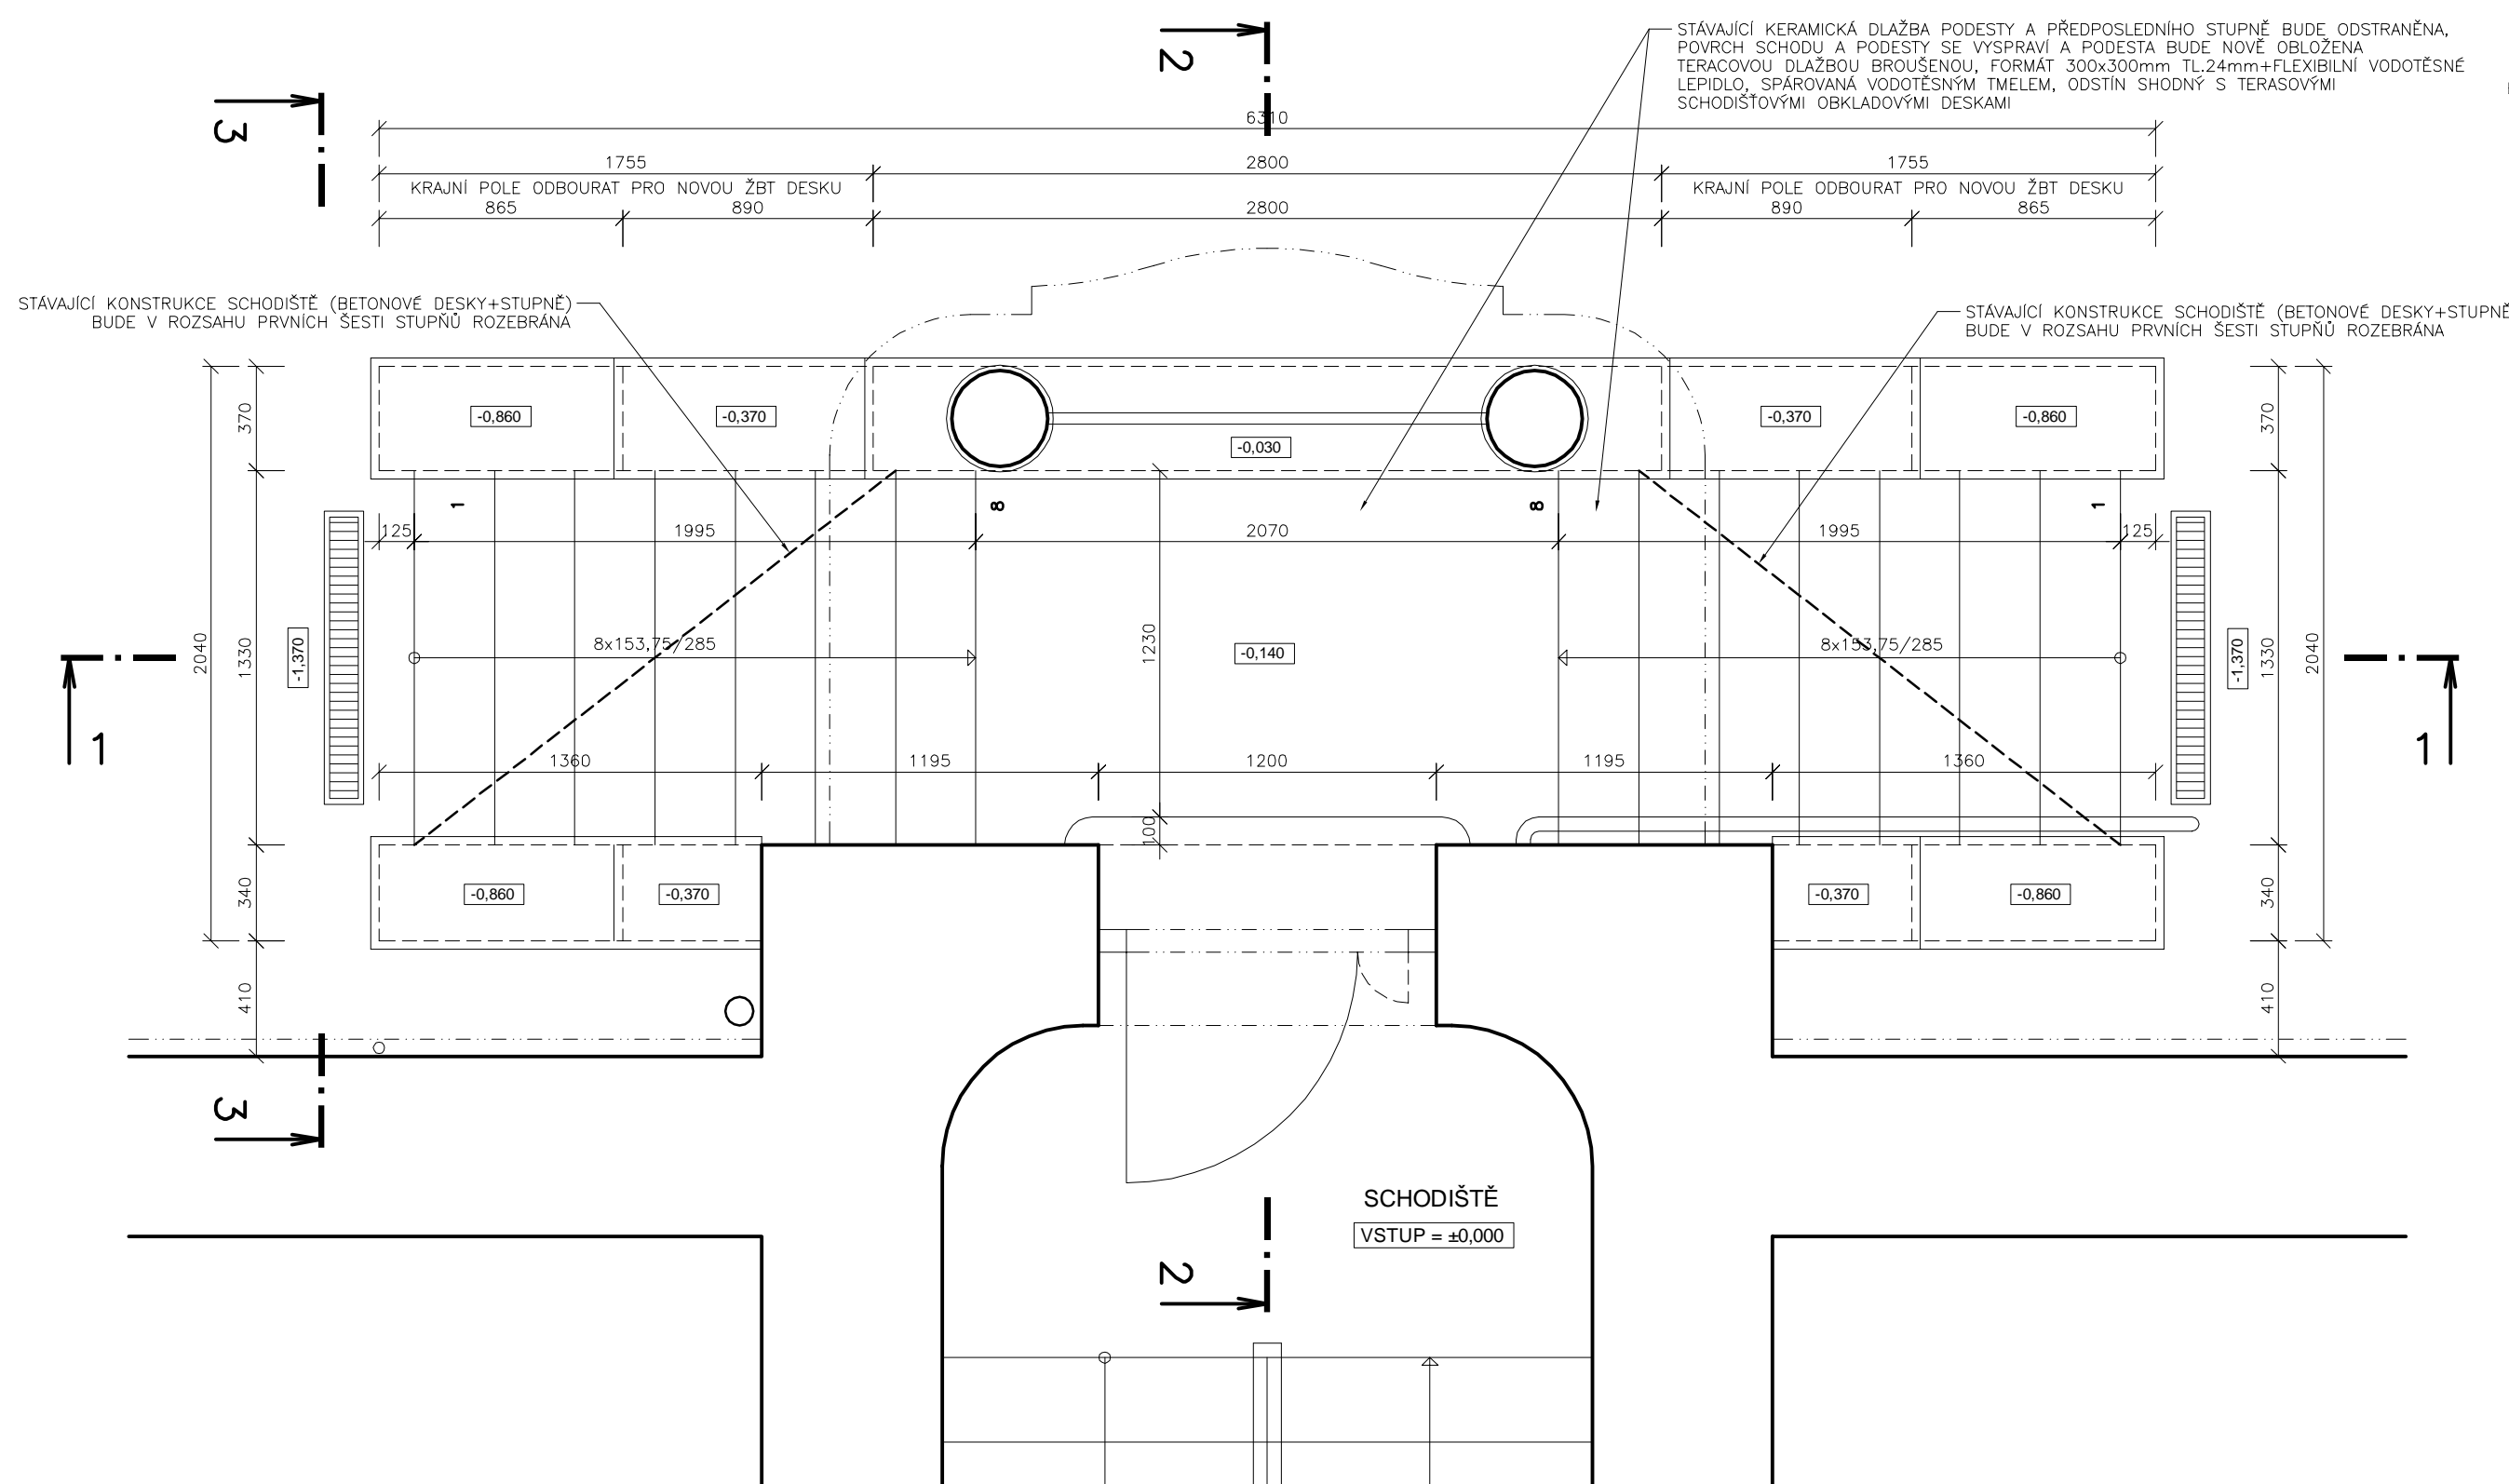 STÁVAJÍCÍ KERAMICKÁ DLAŽBA PODESTY A PŘEDPOSLEDNÍHO STUPNĚ BUDE ODSTRANĚNA,
POVRCH SCHODU A PODESTY SE VYSPRAVÍ A PODESTA BUDE NOVĚ OBLOŽENA
TERACOVOU DLAŽBOU BROUŠENOU, FORMÁT 300x300mm TL.24mm+FLEXIBILNÍ VODOTĚSNÉ
LEPIDLO, SPÁROVANÁ VODOTĚSNÝM TMELEM, ODSTÍN SHODNÝ S TERASOVÝMI
SCHODIŠŤOVÝMI OBKLADOVÝMI DESKAMI
2
3
6310
1755 2800 1755
KRAJNÍ POLE ODBOURAT PRO NOVOU ŽBT DESKU KRAJNÍ POLE ODBOURAT PRO NOVOU ŽBT DESKU
865 890 2800 890 865
STÁVAJÍCÍ KONSTRUKCE SCHODIŠTĚ (BETONOVÉ DESKY+STUPNĚ)
BUDE V ROZSAHU PRVNÍCH ŠESTI STUPŇŮ ROZEBRÁNA
STÁVAJÍCÍ KONSTRUKCE SCHODIŠTĚ (BETONOVÉ DESKY+STUPNĚ
BUDE V ROZSAHU PRVNÍCH ŠESTI STUPŇŮ ROZEBRÁNA
370 -0,860 -0,370 -0,030 -0,370 -0,860 370
1 8 8 1
125 1995 2070 1995 125
2040 1330 -1,370 8x153,75/285 1230 -0,140 8x153,75/285 -1,370 1330 2040
1 1
1360 1195 1200 1195 1360
100
340 -0,860 -0,370 -0,370 -0,860 340
410 410
3
SCHODIŠTĚ
VSTUP = ±0,000
2